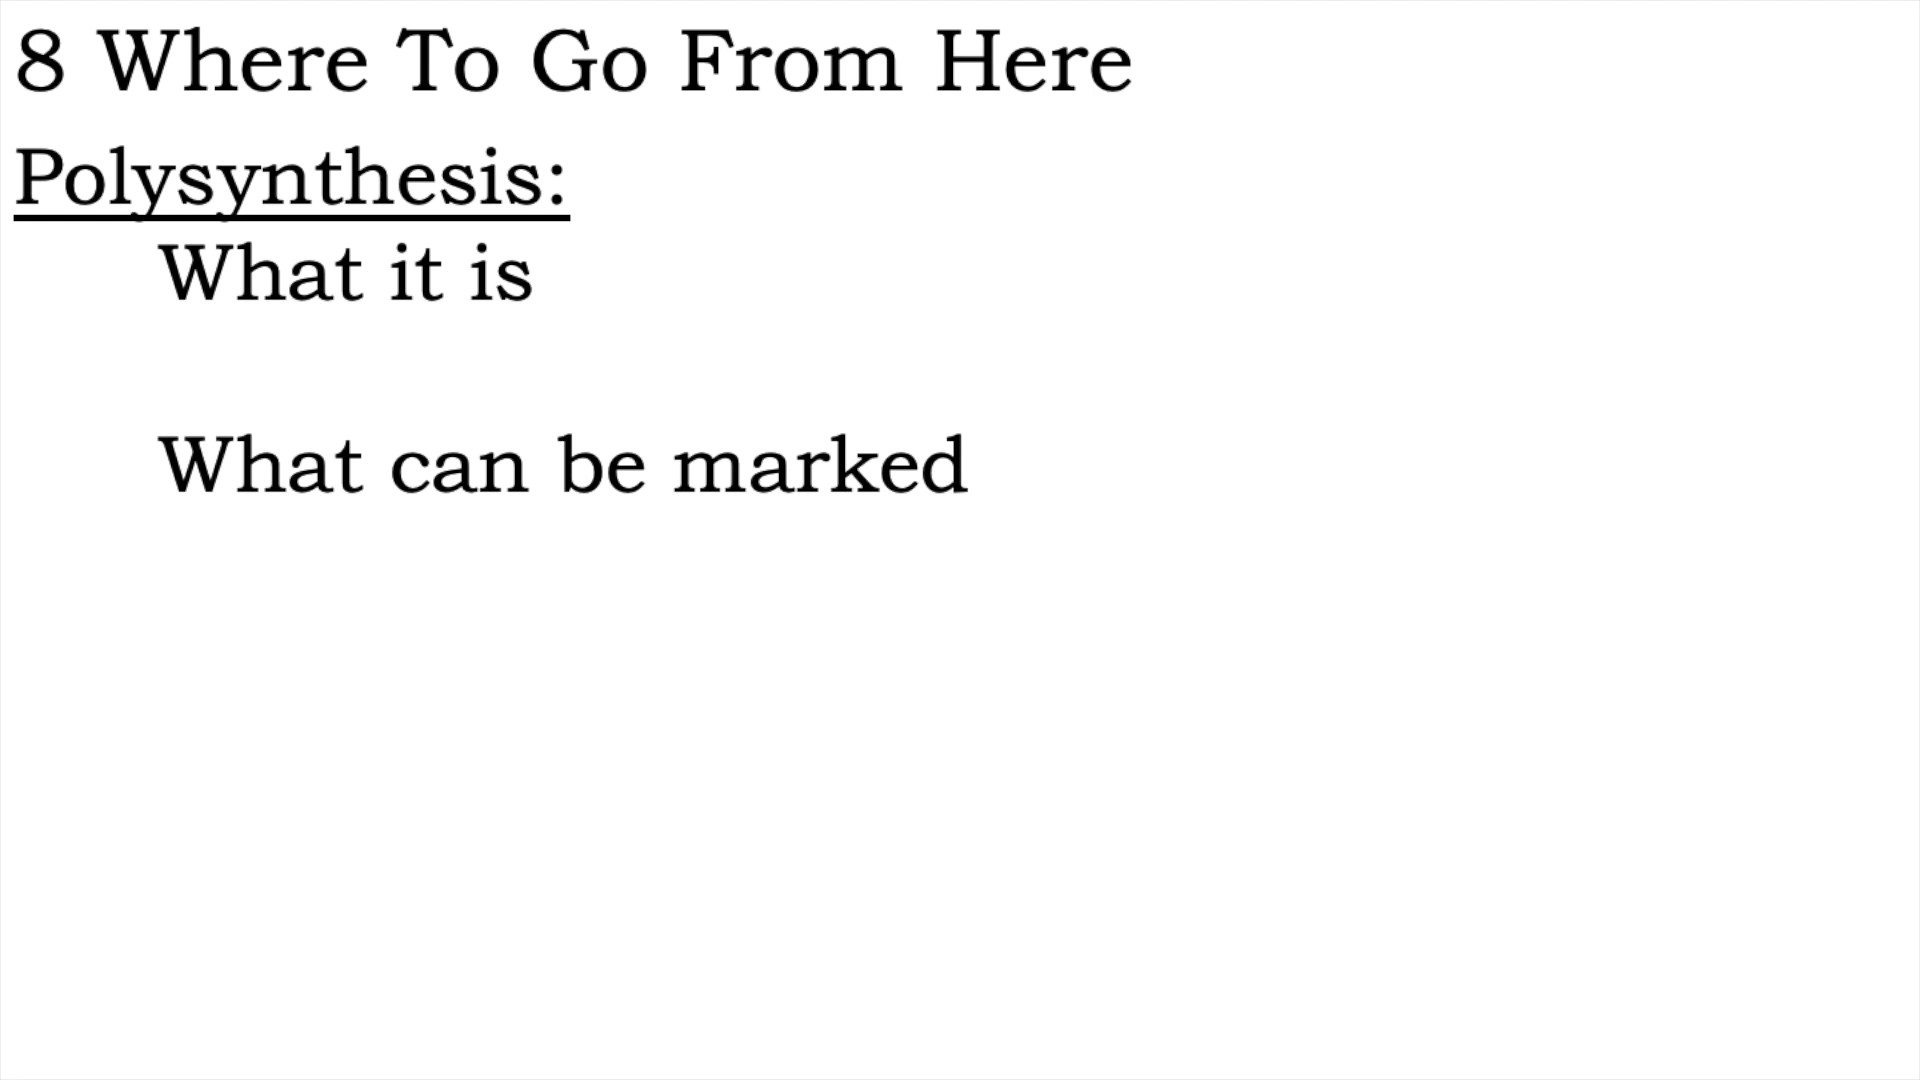 8 Where To Go From Here
Polysynthesis:
What it is
What can be marked